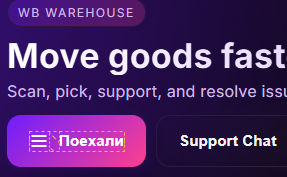 WB WAREHOUSE
Move goods fast
Scan, pick, support, and resolve issu
Поехали Support Chat